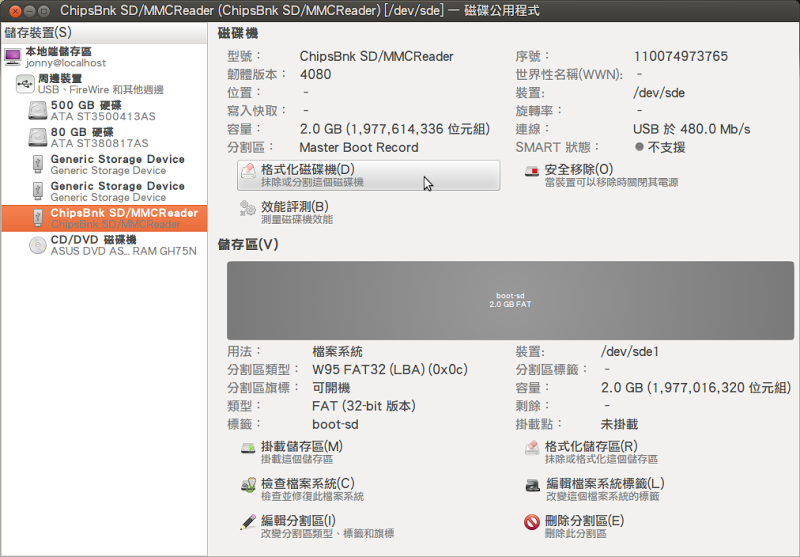 ChipsBnk SD/MMCReader (ChipsBnk SD/MMCReader) [/dev/sde] — 磁碟公用程式
儲存裝置(S)
本地端儲存區
jonny@localhost
周邊裝置
USB、FireWire 和其他週邊
500 GB 硬碟
ATA ST3500413AS
80 GB 硬碟
ATA ST380817AS
Generic Storage Device
Generic Storage Device
Generic Storage Device
Generic Storage Device
ChipsBnk SD/MMCReader
ChipsBnk SD/MMCReader
CD/DVD 磁碟機
ASUS DVD AS... RAM GH75N
磁碟機
型號： ChipsBnk SD/MMCReader 序號： 110074973765
韌體版本： 4080 世界性名稱(WWN): -
位置： - 裝置: /dev/sde
寫入快取： - 旋轉率： -
容量： 2.0 GB (1,977,614,336 位元組) 連線： USB 於 480.0 Mb/s
分割區： Master Boot Record SMART 狀態： 不支援
格式化磁碟機(D) 安全移除(O)
抹除或分割這個磁碟機 當裝置可以移除時關閉其電源
效能評測(B)
測量磁碟機效能
儲存區(V)
boot-sd
2.0 GB FAT
用法： 檔案系統 裝置: /dev/sde1
分割區類型： W95 FAT32 (LBA) (0x0c) 分割區標籤： -
分割區旗標： 可開機 容量： 2.0 GB (1,977,016,320 位元組)
類型： FAT (32-bit 版本) 剩餘： -
標籤： boot-sd 掛載點： 未掛載
掛載儲存區(M) 格式化儲存區(R)
掛載這個儲存區 抹除或格式化這個儲存區
檢查檔案系統(C) 編輯檔案系統標籤(L)
檢查並修復此檔案系統 改變這個檔案系統的標籤
編輯分割區(I) 刪除分割區(E)
改變分割區類型、標籤和旗標 刪除此分割區